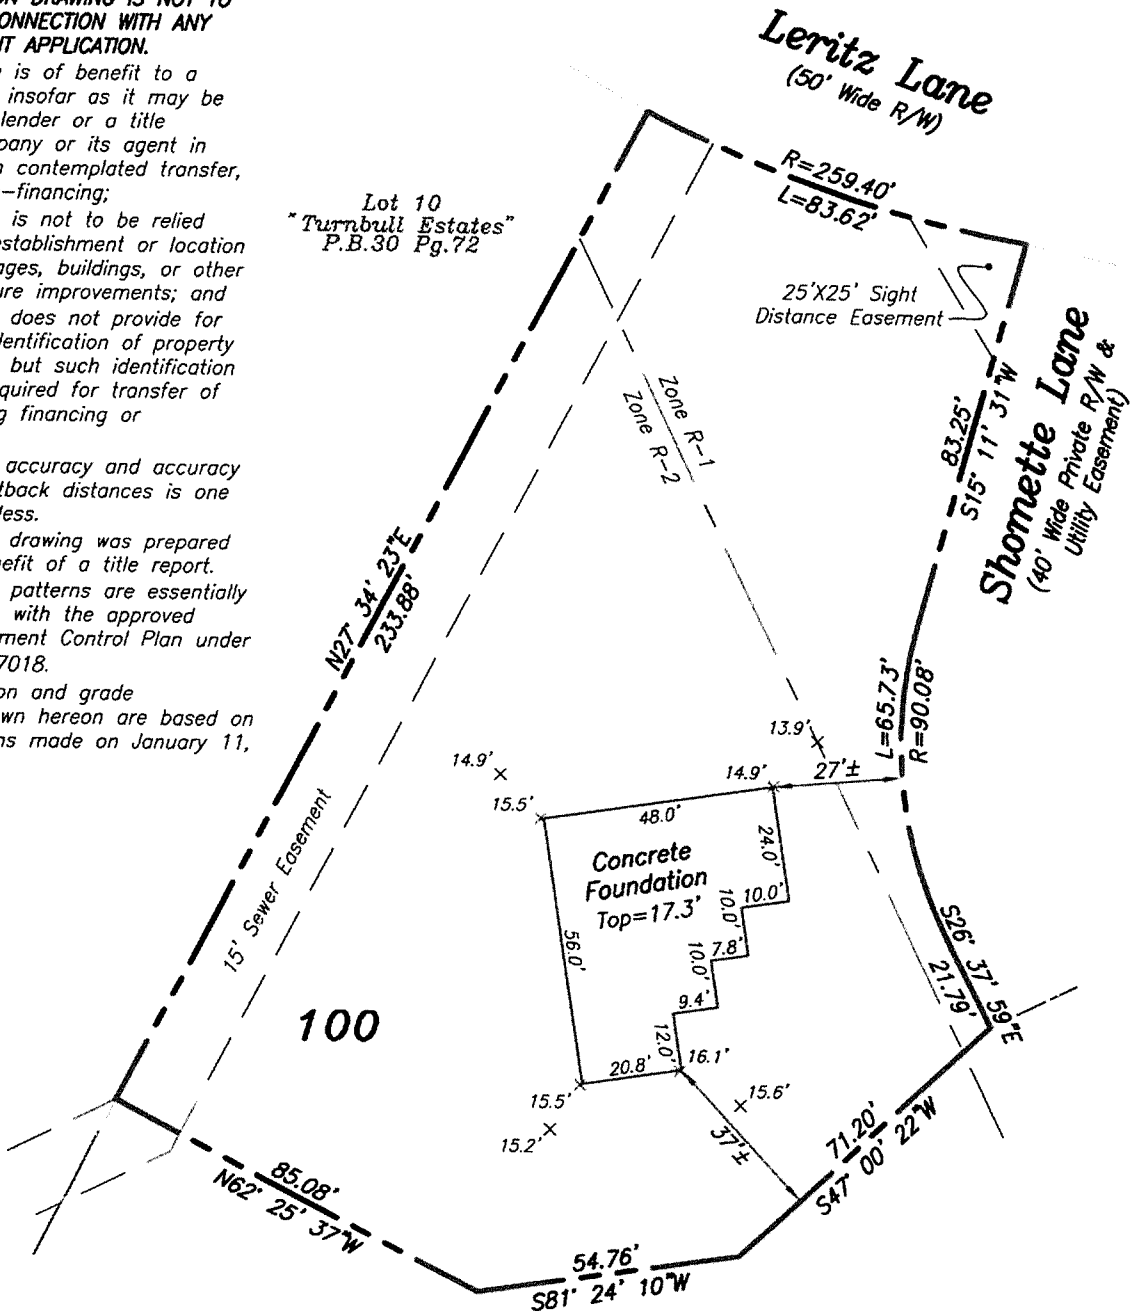 ON DRAWING IS NOT TO
ONNECTION WITH ANY
IT APPLICATION.
is of benefit to a
insofar as it may be
lender or a title
pany or its agent in
contemplated transfer,
-financing;
is not to be relied
establishment or location
ages, buildings, or other
ure improvements; and
does not provide for
dentification of property
but such identification
quired for transfer of
g financing or
accuracy and accuracy
tback distances is one
less.
drawing was prepared
nefit of a title report.
patterns are essentially
with the approved
ment Control Plan under
7018.
on and grade
wn hereon are based on
ns made on January 11,
Leritz Lane
(50' Wide R/W)
R=259.40'
L=83.62'
Lot 10
"Turnbull Estates"
P.B.30 Pg.72
25'X25' Sight
Distance Easement
Zone R-1
Zone R-2
83.25'
S15° 11' 31"W
Shomette Lane
(40' Wide Private R/W &
Utility Easement)
N27° 34' 23"E
233.88'
L=65.73'
R=90.08'
13.9'
14.9'
14.9'
27'±
15.5'
48.0'
24.0'
Concrete
Foundation
Top=17.3'
10.0'
10.0'
7.8'
10.0'
9.4'
12.0'
56.0'
20.8'
16.1'
15.5'
15.2'
15.6'
37'±
15' Sewer Easement
100
S26° 37' 59"E
21.79'
71.20'
S47° 00' 22"W
85.08'
N62° 25' 37"W
54.76'
S81° 24' 10"W